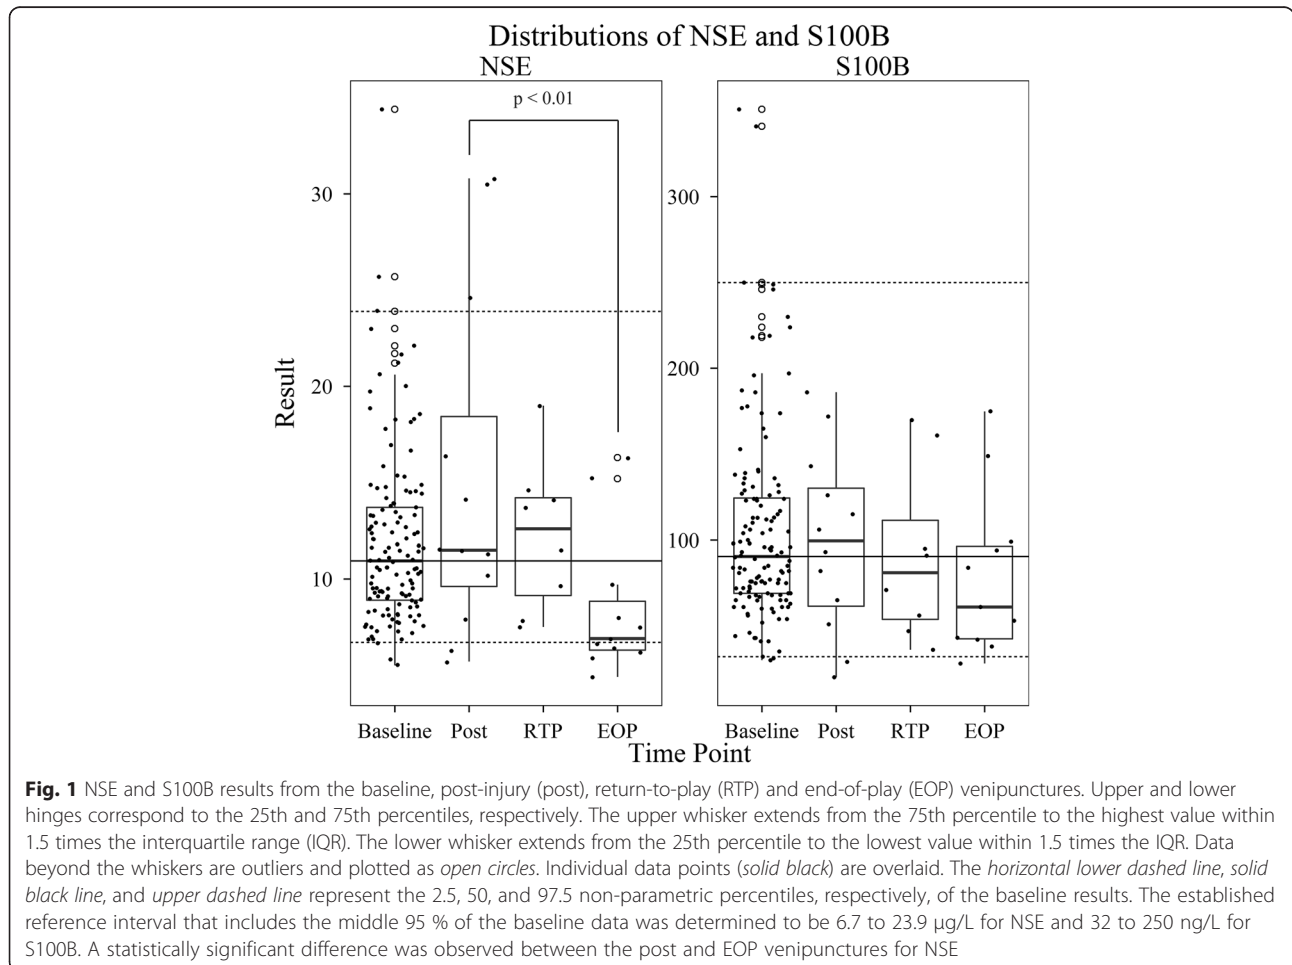 Distributions of NSE and S100B
NSE
S100B
p < 0.01
30
20
10
300
200
100
Result
Baseline
Post
RTP
EOP
Baseline
Post
RTP
EOP
Time Point
Fig. 1 NSE and S100B results from the baseline, post-injury (post), return-to-play (RTP) and end-of-play (EOP) venipunctures. Upper and lower
hinges correspond to the 25th and 75th percentiles, respectively. The upper whisker extends from the 75th percentile to the highest value within
1.5 times the interquartile range (IQR). The lower whisker extends from the 25th percentile to the lowest value within 1.5 times the IQR. Data
beyond the whiskers are outliers and plotted as open circles. Individual data points (solid black) are overlaid. The horizontal lower dashed line, solid
black line, and upper dashed line represent the 2.5, 50, and 97.5 non-parametric percentiles, respectively, of the baseline results. The established
reference interval that includes the middle 95 % of the baseline data was determined to be 6.7 to 23.9 μg/L for NSE and 32 to 250 ng/L for
S100B. A statistically significant difference was observed between the post and EOP venipunctures for NSE